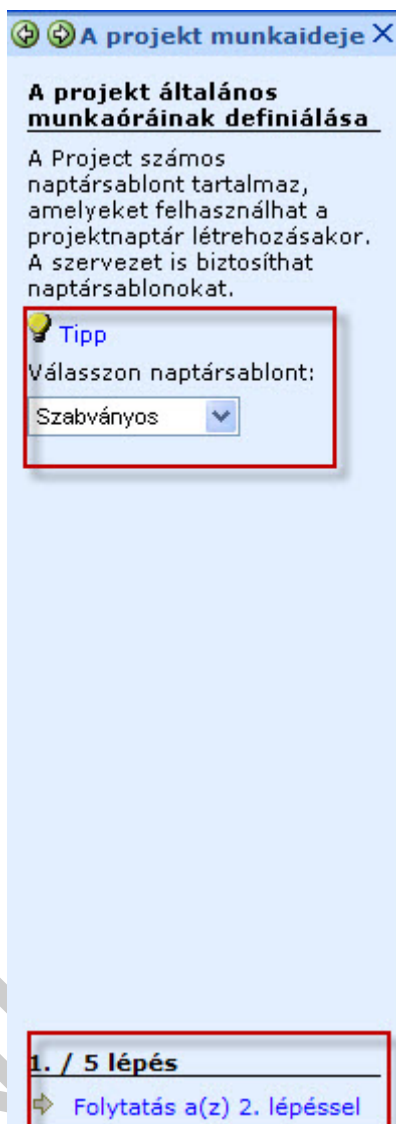 A projekt munkaideje
A projekt általános
munkaóráinak definiálása
A Project számos
naptársablont tartalmaz,
amelyeket felhasználhat a
projektnaptár létrehozásakor.
A szervezet is biztosíthat
naptársablonokat.
Tipp
Válasszon naptársablont:
Szabványos
1. / 5 lépés
Folytatás a(z) 2. lépéssel